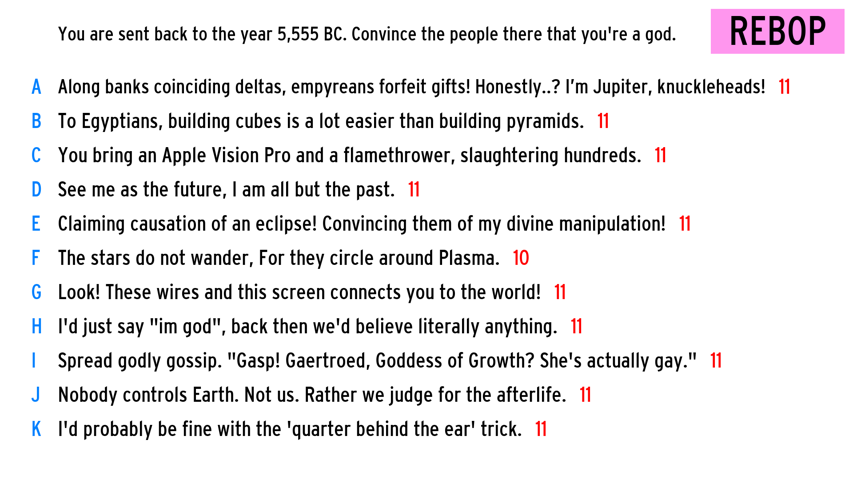 You are sent back to the year 5,555 BC. Convince the people there that you're a god.
REBOP
A Along banks coinciding deltas, empyreans forfeit gifts! Honestly..? I'm Jupiter, knuckleheads! 11
B To Egyptians, building cubes is a lot easier than building pyramids. 11
C You bring an Apple Vision Pro and a flamethrower, slaughtering hundreds. 11
D See me as the future, I am all but the past. 11
E Claiming causation of an eclipse! Convincing them of my divine manipulation! 11
F The stars do not wander, For they circle around Plasma. 10
G Look! These wires and this screen connects you to the world! 11
H I'd just say "im god", back then we'd believe literally anything. 11
I Spread godly gossip. "Gasp! Gaertroed, Goddess of Growth? She's actually gay." 11
J Nobody controls Earth. Not us. Rather we judge for the afterlife. 11
K I'd probably be fine with the 'quarter behind the ear' trick. 11